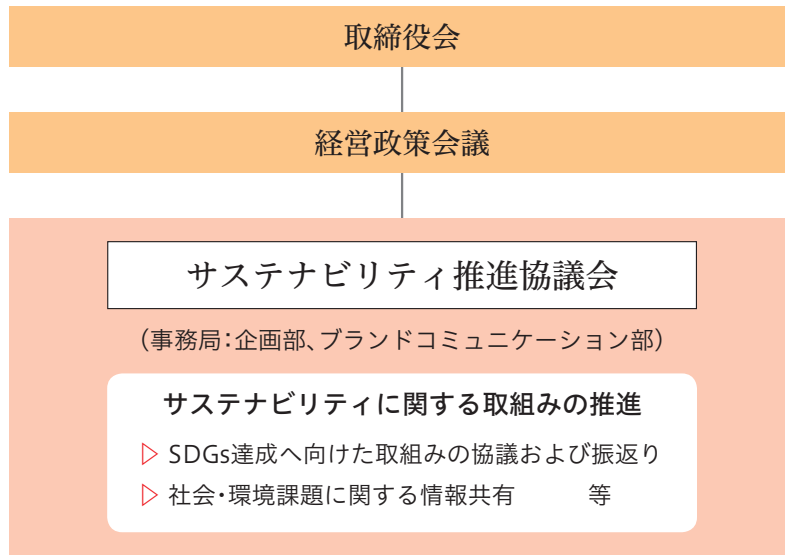 取締役会
経営政策会議
サステナビリティ推進協議会
（事務局：企画部、ブランドコミュニケーション部）
サステナビリティに関する取組みの推進
▷ SDGs達成へ向けた取組みの協議および振返り
▷ 社会・環境課題に関する情報共有　　　等